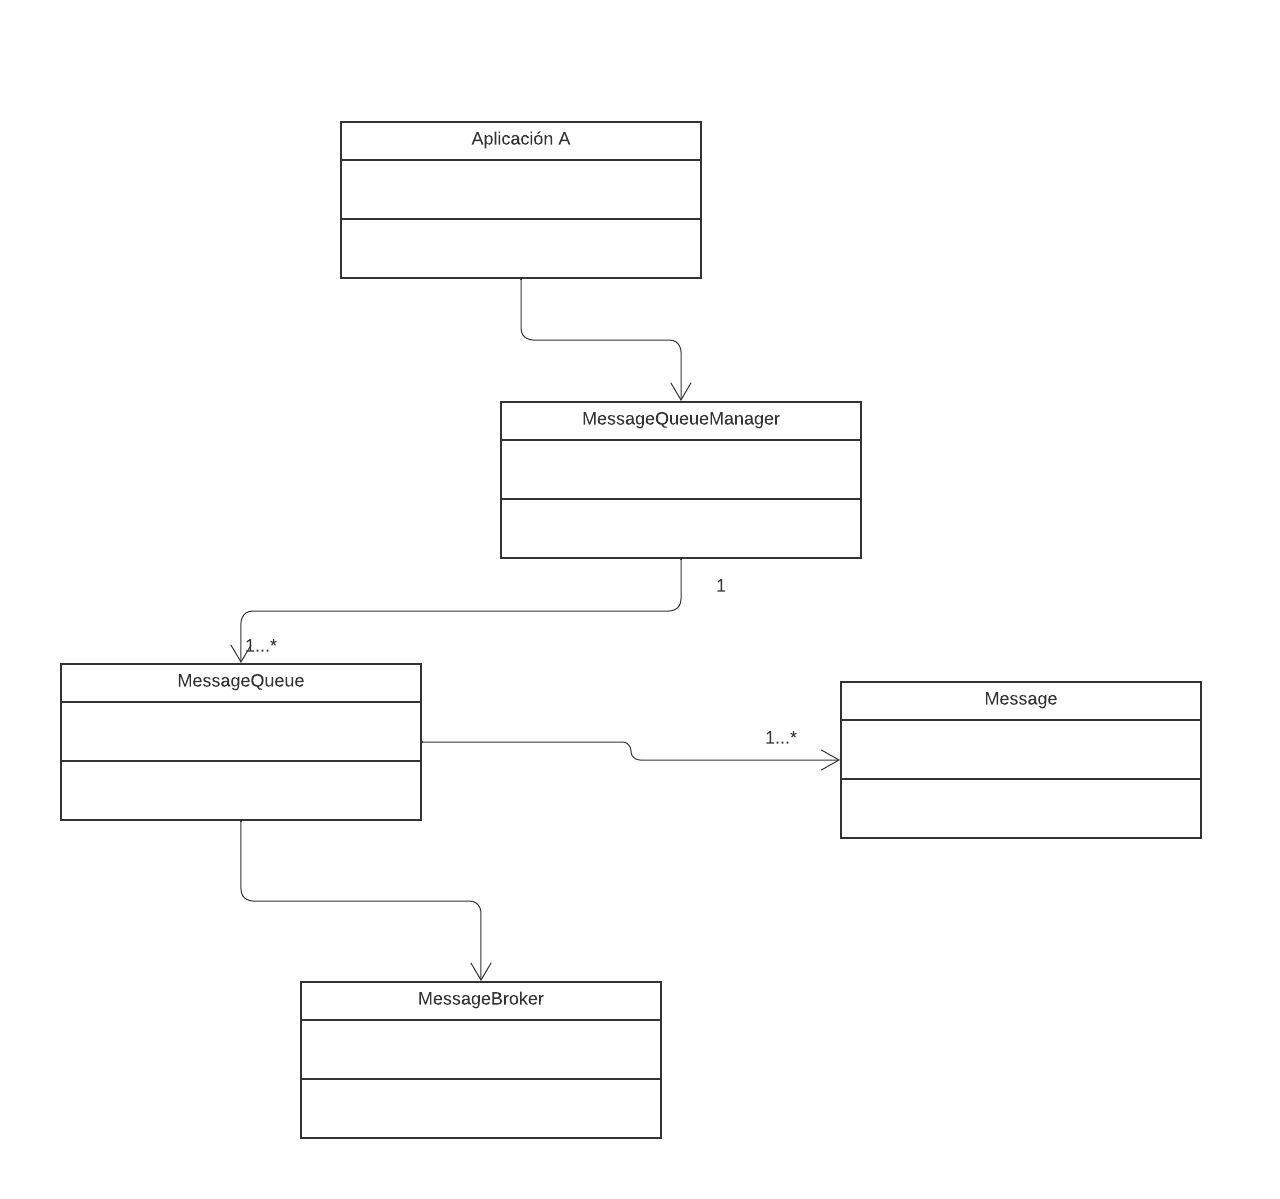 Aplicación A
MessageQueueManager
1
1...*
MessageQueue
Message
1...*
MessageBroker